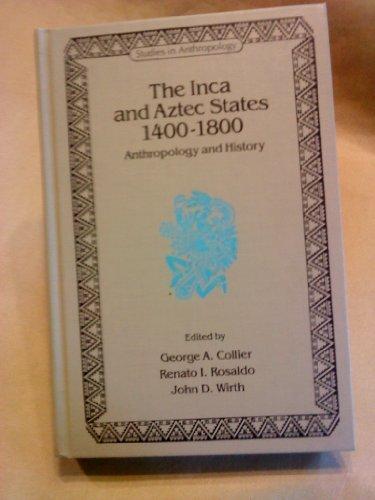 Studies in Anthropology
The Inca
and Aztec States
1400-1800
Anthropology and History
Edited by
George A. Collier
Renato I. Rosaldo
John D. Wirth